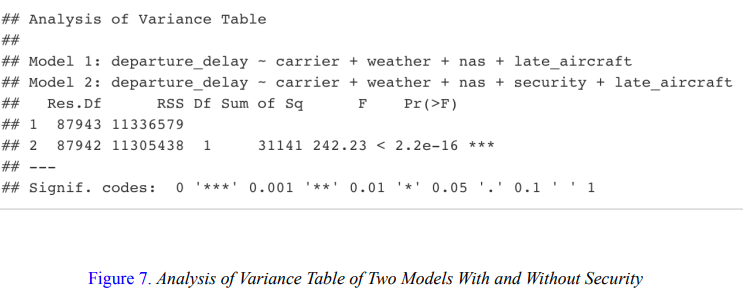 ## Analysis of Variance Table
##
## Model 1: departure_delay ~ carrier + weather + nas + late_aircraft
## Model 2: departure_delay ~ carrier + weather + nas + security + late_aircraft
##   Res.Df      RSS Df Sum of Sq      F    Pr(>F)
## 1  87943 11336579
## 2  87942 11305438  1     31141 242.23 < 2.2e-16 ***
## ---
## Signif. codes:  0 '***' 0.001 '**' 0.01 '*' 0.05 '.' 0.1 ' ' 1
Figure 7. Analysis of Variance Table of Two Models With and Without Security